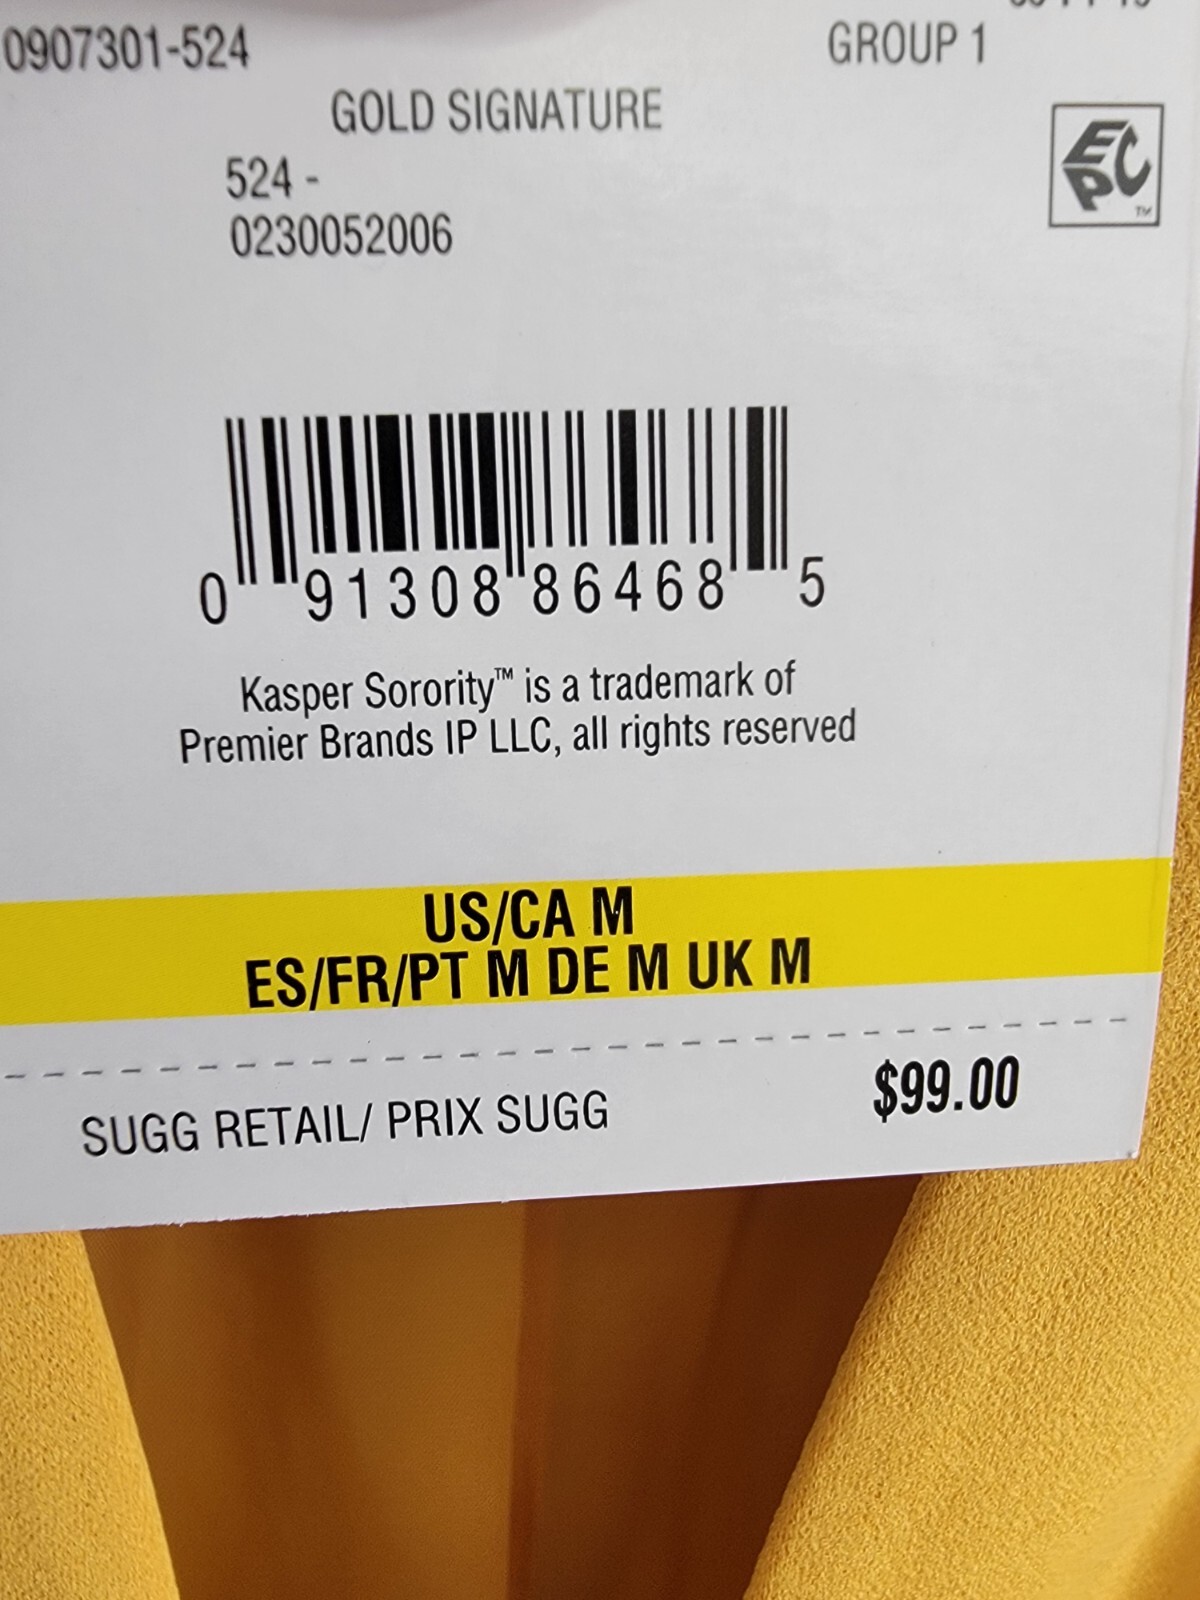 0907301-524
GROUP 1
GOLD SIGNATURE
524 -
0230052006
EPC
TM
0 91308 86468 5
Kasper Sorority™ is a trademark of
Premier Brands IP LLC, all rights reserved
US/CA M
ES/FR/PT M DE M UK M
SUGG RETAIL/ PRIX SUGG
$99.00